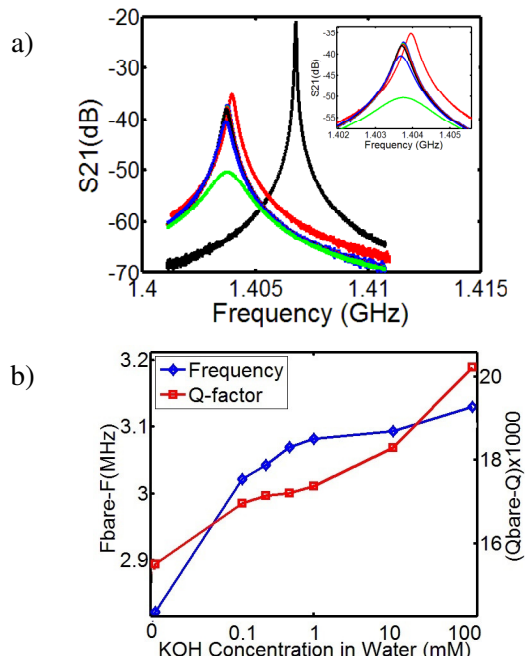 a)
-20
-30
-40
-50
-60
-70
S21(dB)
1.4
1.405
1.41
1.415
Frequency (GHz)
-35
-40
-45
-50
-55
S21(dB)
1.402
1.403
1.404
1.405
Frequency (GHz)
b)
Frequency
Q-factor
3.2
3.1
3
2.9
Fbare-F(MHz)
20
18
16
(Qbare-Q)x1000
0
0.1
1
10
100
KOH Concentration in Water (mM)